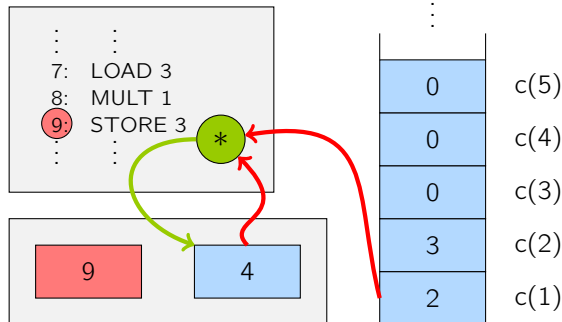 ⋮ ⋮
7: LOAD 3
8: MULT 1
9: STORE 3
⋮ ⋮
*
9
4
⋮
0 c(5)
0 c(4)
0 c(3)
3 c(2)
2 c(1)